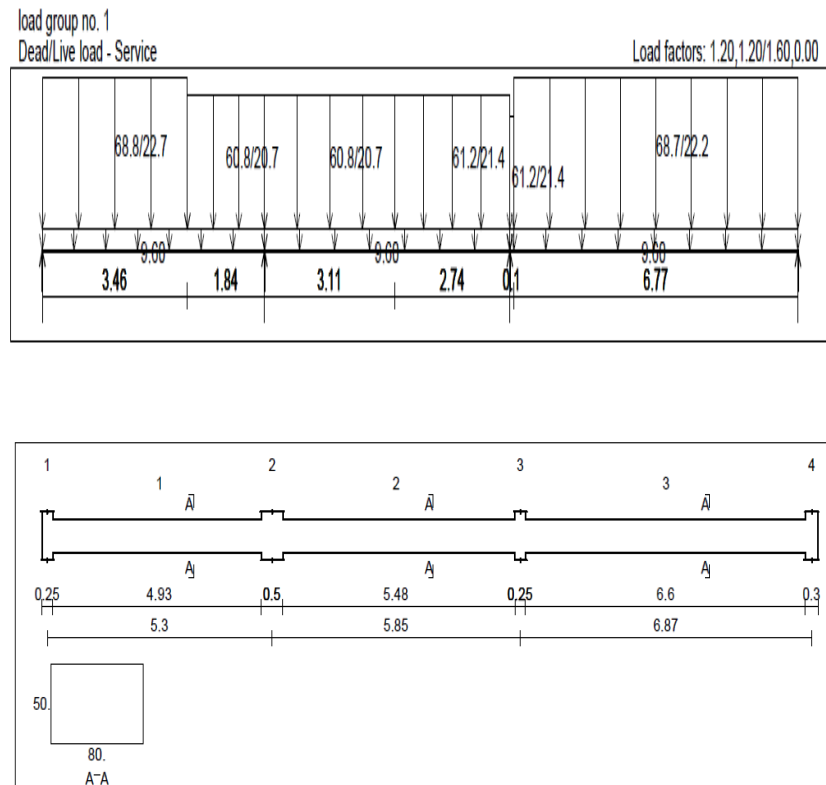 load group no. 1
Dead/Live load - Service Load factors: 1.20,1.20/1.60,0.00
68.8/22.7 60.8/20.7 60.8/20.7 61.2/21.4 61.2/21.4 68.7/22.2
9.60 9.60 9.60
3.46 1.84 3.11 2.74 0.1 6.77
1 2 3 4
1 2 3
A A A
A A A
0.25 4.93 0.5 5.48 0.25 6.6 0.3
5.3 5.85 6.87
50.
80.
A-A